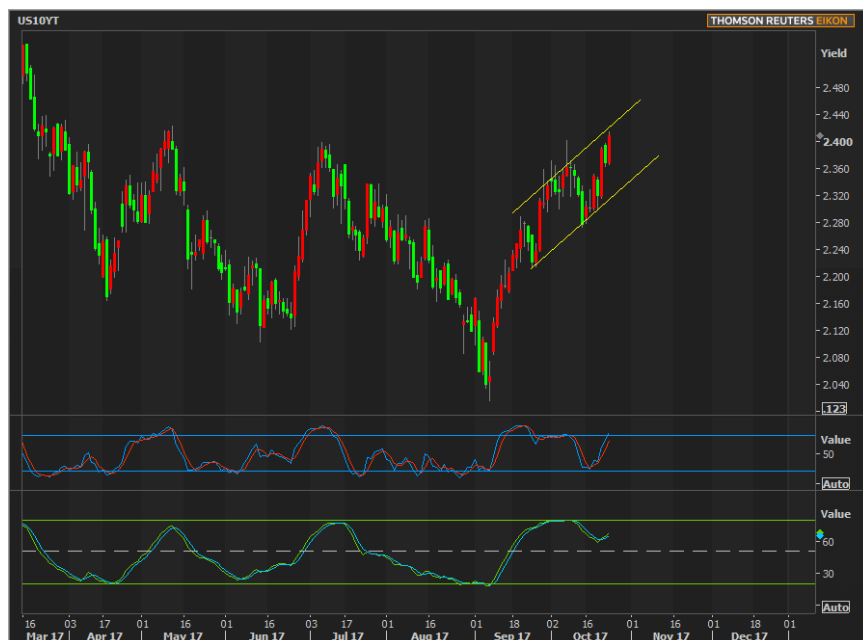 US10YT
THOMSON REUTERS EIKON
Yield
2.480
2.440
2.400
2.360
2.320
2.280
2.240
2.200
2.160
2.120
2.080
2.040
.123
Value
50
Auto
Value
60
30
Auto
16 03 17 01 16 01 16 03 17 01 16 01 18 02 16 01 16 01 18 01
Mar 17 Apr 17 May 17 Jun 17 Jul 17 Aug 17 Sep 17 Oct 17 Nov 17 Dec 17